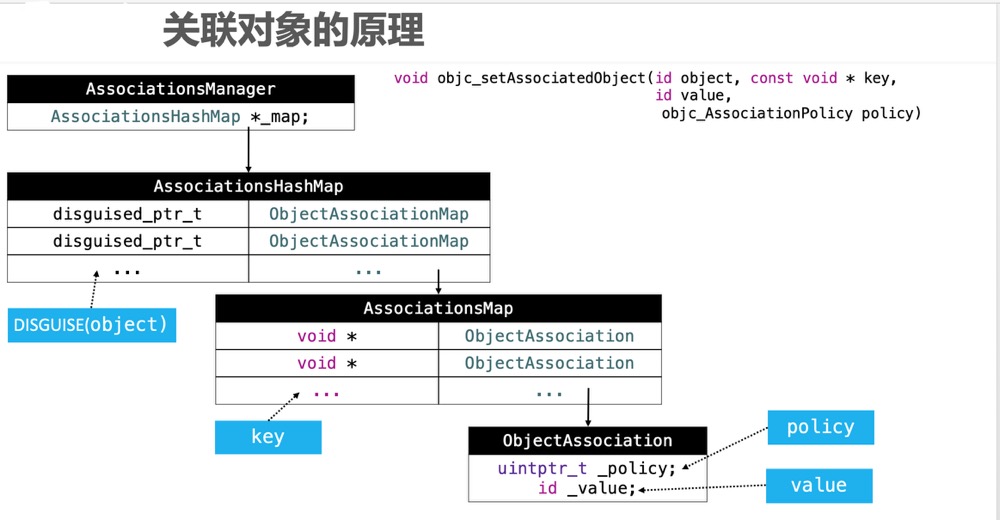 关联对象的原理
void objc_setAssociatedObject(id object, const void * key,
id value,
objc_AssociationPolicy policy)
AssociationsManager
AssociationsHashMap *_map;
AssociationsHashMap
disguised_ptr_t ObjectAssociationMap
disguised_ptr_t ObjectAssociationMap
... ...
DISGUISE(object)
AssociationsMap
void * ObjectAssociation
void * ObjectAssociation
... ...
key
ObjectAssociation
uintptr_t _policy;
id _value;
policy
value